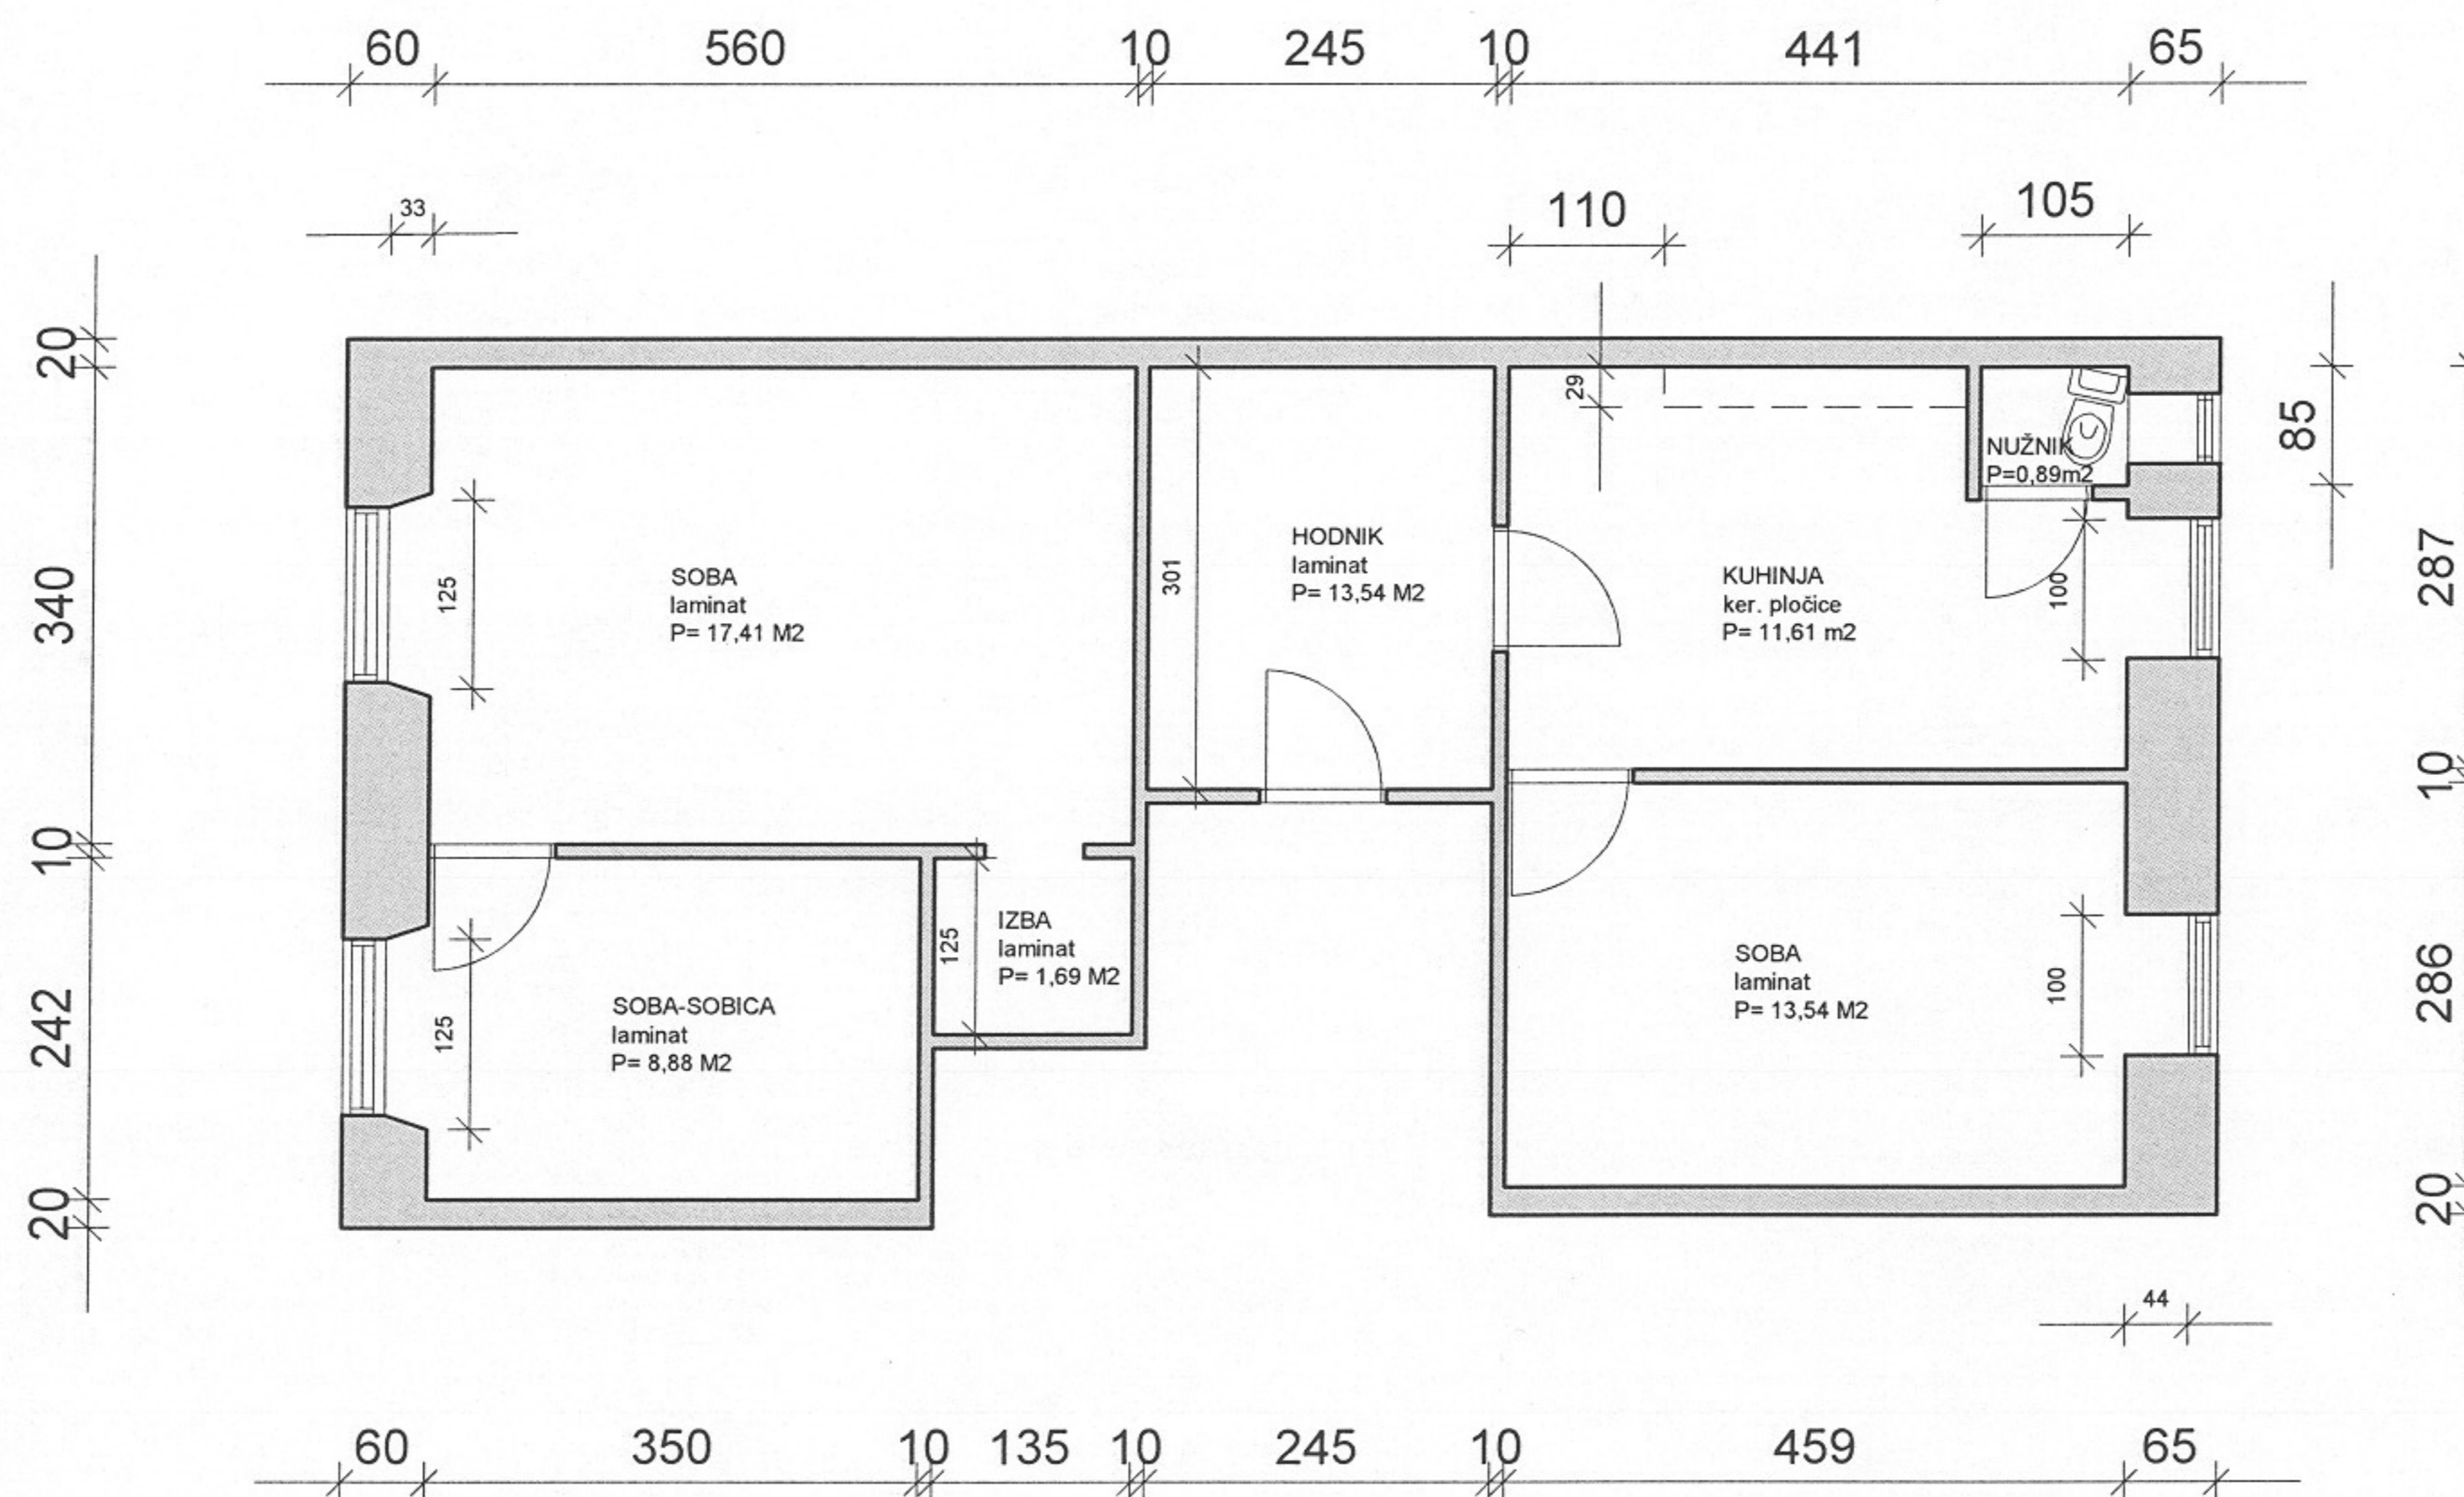 60 560 10 245 10 441 65
33 110 105
20 340 10 242 20
29
85
287 10 286 20
125
SOBA
laminat
P= 17,41 M2
301
HODNIK
laminat
P= 13,54 M2
KUHINJA
ker. pločice
P= 11,61 m2
NUŽNIK
P=0,89m2
100
125
SOBA-SOBICA
laminat
P= 8,88 M2
125
IZBA
laminat
P= 1,69 M2
SOBA
laminat
P= 13,54 M2
100
44
60 350 10 135 10 245 10 459 65